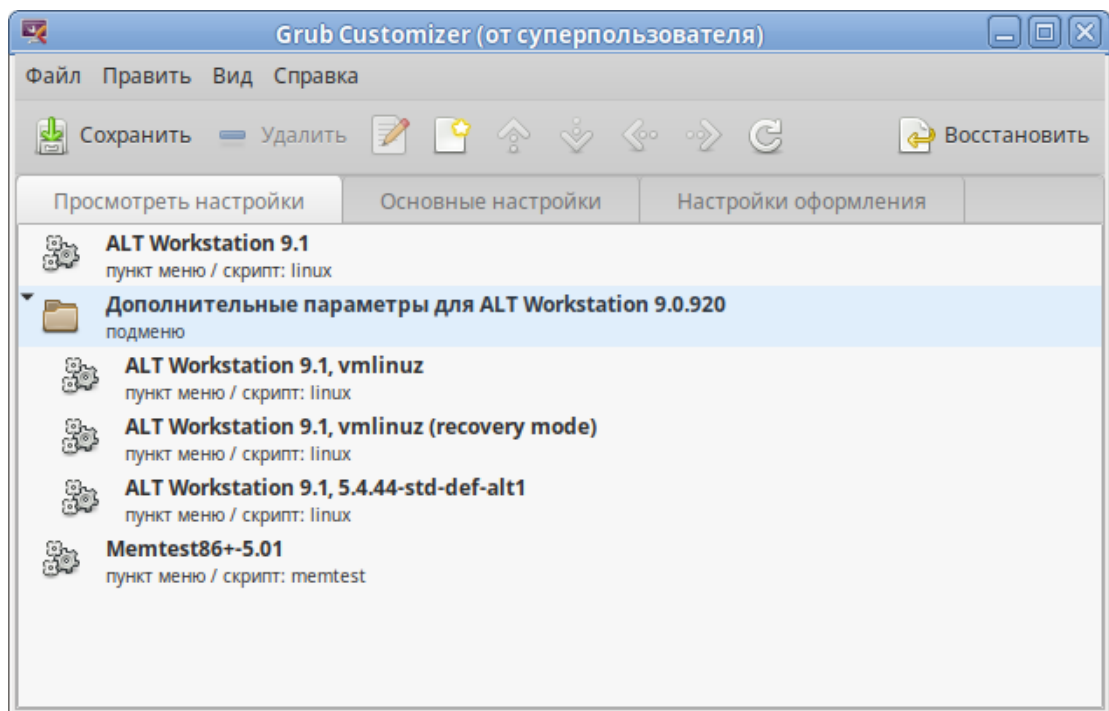 Grub Customizer (от суперпользователя)
Файл Править Вид Справка
Сохранить Удалить Восстановить
Просмотреть настройки Основные настройки Настройки оформления
ALT Workstation 9.1
пункт меню / скрипт: linux
Дополнительные параметры для ALT Workstation 9.0.920
подменю
ALT Workstation 9.1, vmlinuz
пункт меню / скрипт: linux
ALT Workstation 9.1, vmlinuz (recovery mode)
пункт меню / скрипт: linux
ALT Workstation 9.1, 5.4.44-std-def-alt1
пункт меню / скрипт: linux
Memtest86+-5.01
пункт меню / скрипт: memtest